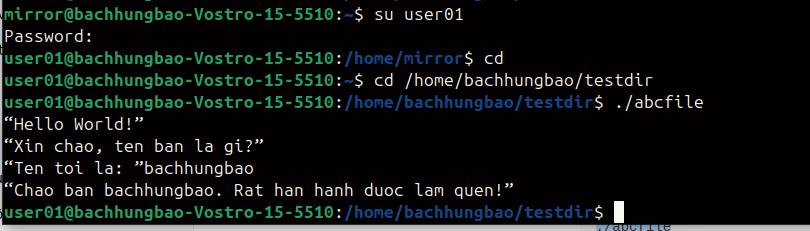 mirror@bachhungbao-Vostro-15-5510:~$ su user01
Password:
user01@bachhungbao-Vostro-15-5510:/home/mirror$ cd
user01@bachhungbao-Vostro-15-5510:~$ cd /home/bachhungbao/testdir
user01@bachhungbao-Vostro-15-5510:/home/bachhungbao/testdir$ ./abcfile
“Hello World!”
“Xin chao, ten ban la gi?”
“Ten toi la: ”bachhungbao
“Chao ban bachhungbao. Rat han hanh duoc lam quen!”
user01@bachhungbao-Vostro-15-5510:/home/bachhungbao/testdir$
./abcfile